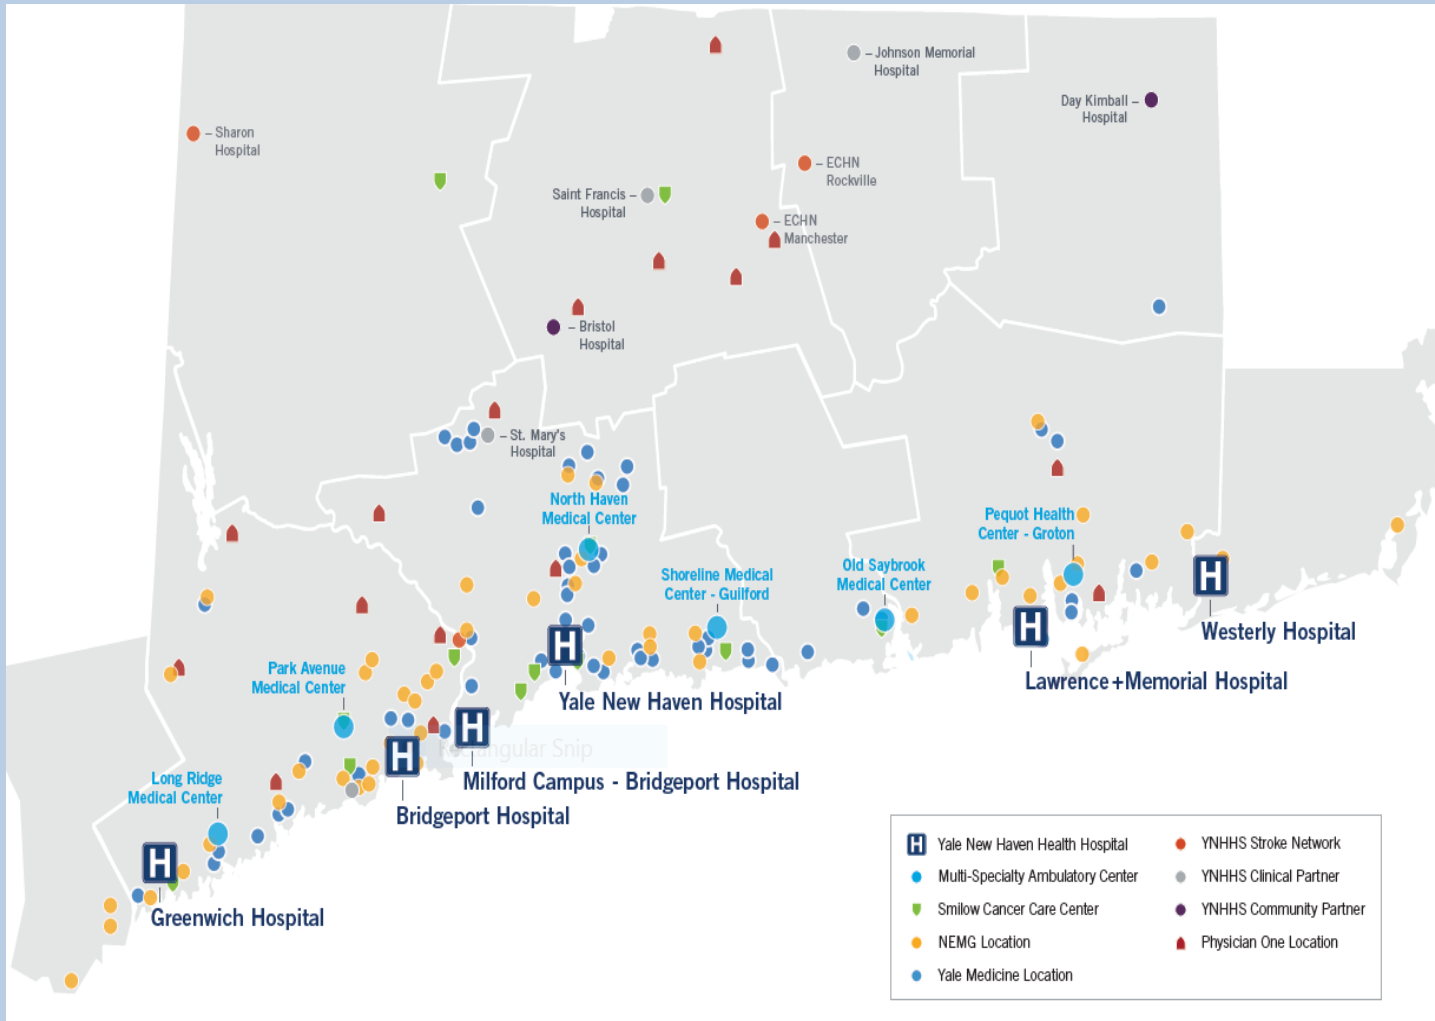 – Johnson Memorial
Hospital
Day Kimball –
Hospital
– Sharon
Hospital
– ECHN
Rockville
Saint Francis –
Hospital
– ECHN
Manchester
– Bristol
Hospital
– St. Mary's
Hospital
North Haven
Medical Center
Pequot Health
Center - Groton
Shoreline Medical
Center - Guilford
Old Saybrook
Medical Center
H
Westerly Hospital
H
Lawrence+Memorial Hospital
H
Yale New Haven Hospital
Park Avenue
Medical Center
H
Rectangular Snip
Milford Campus - Bridgeport Hospital
H
Bridgeport Hospital
Long Ridge
Medical Center
H
Greenwich Hospital
H Yale New Haven Health Hospital
Multi-Specialty Ambulatory Center
Smilow Cancer Care Center
NEMG Location
Yale Medicine Location
YNHHS Stroke Network
YNHHS Clinical Partner
YNHHS Community Partner
Physician One Location